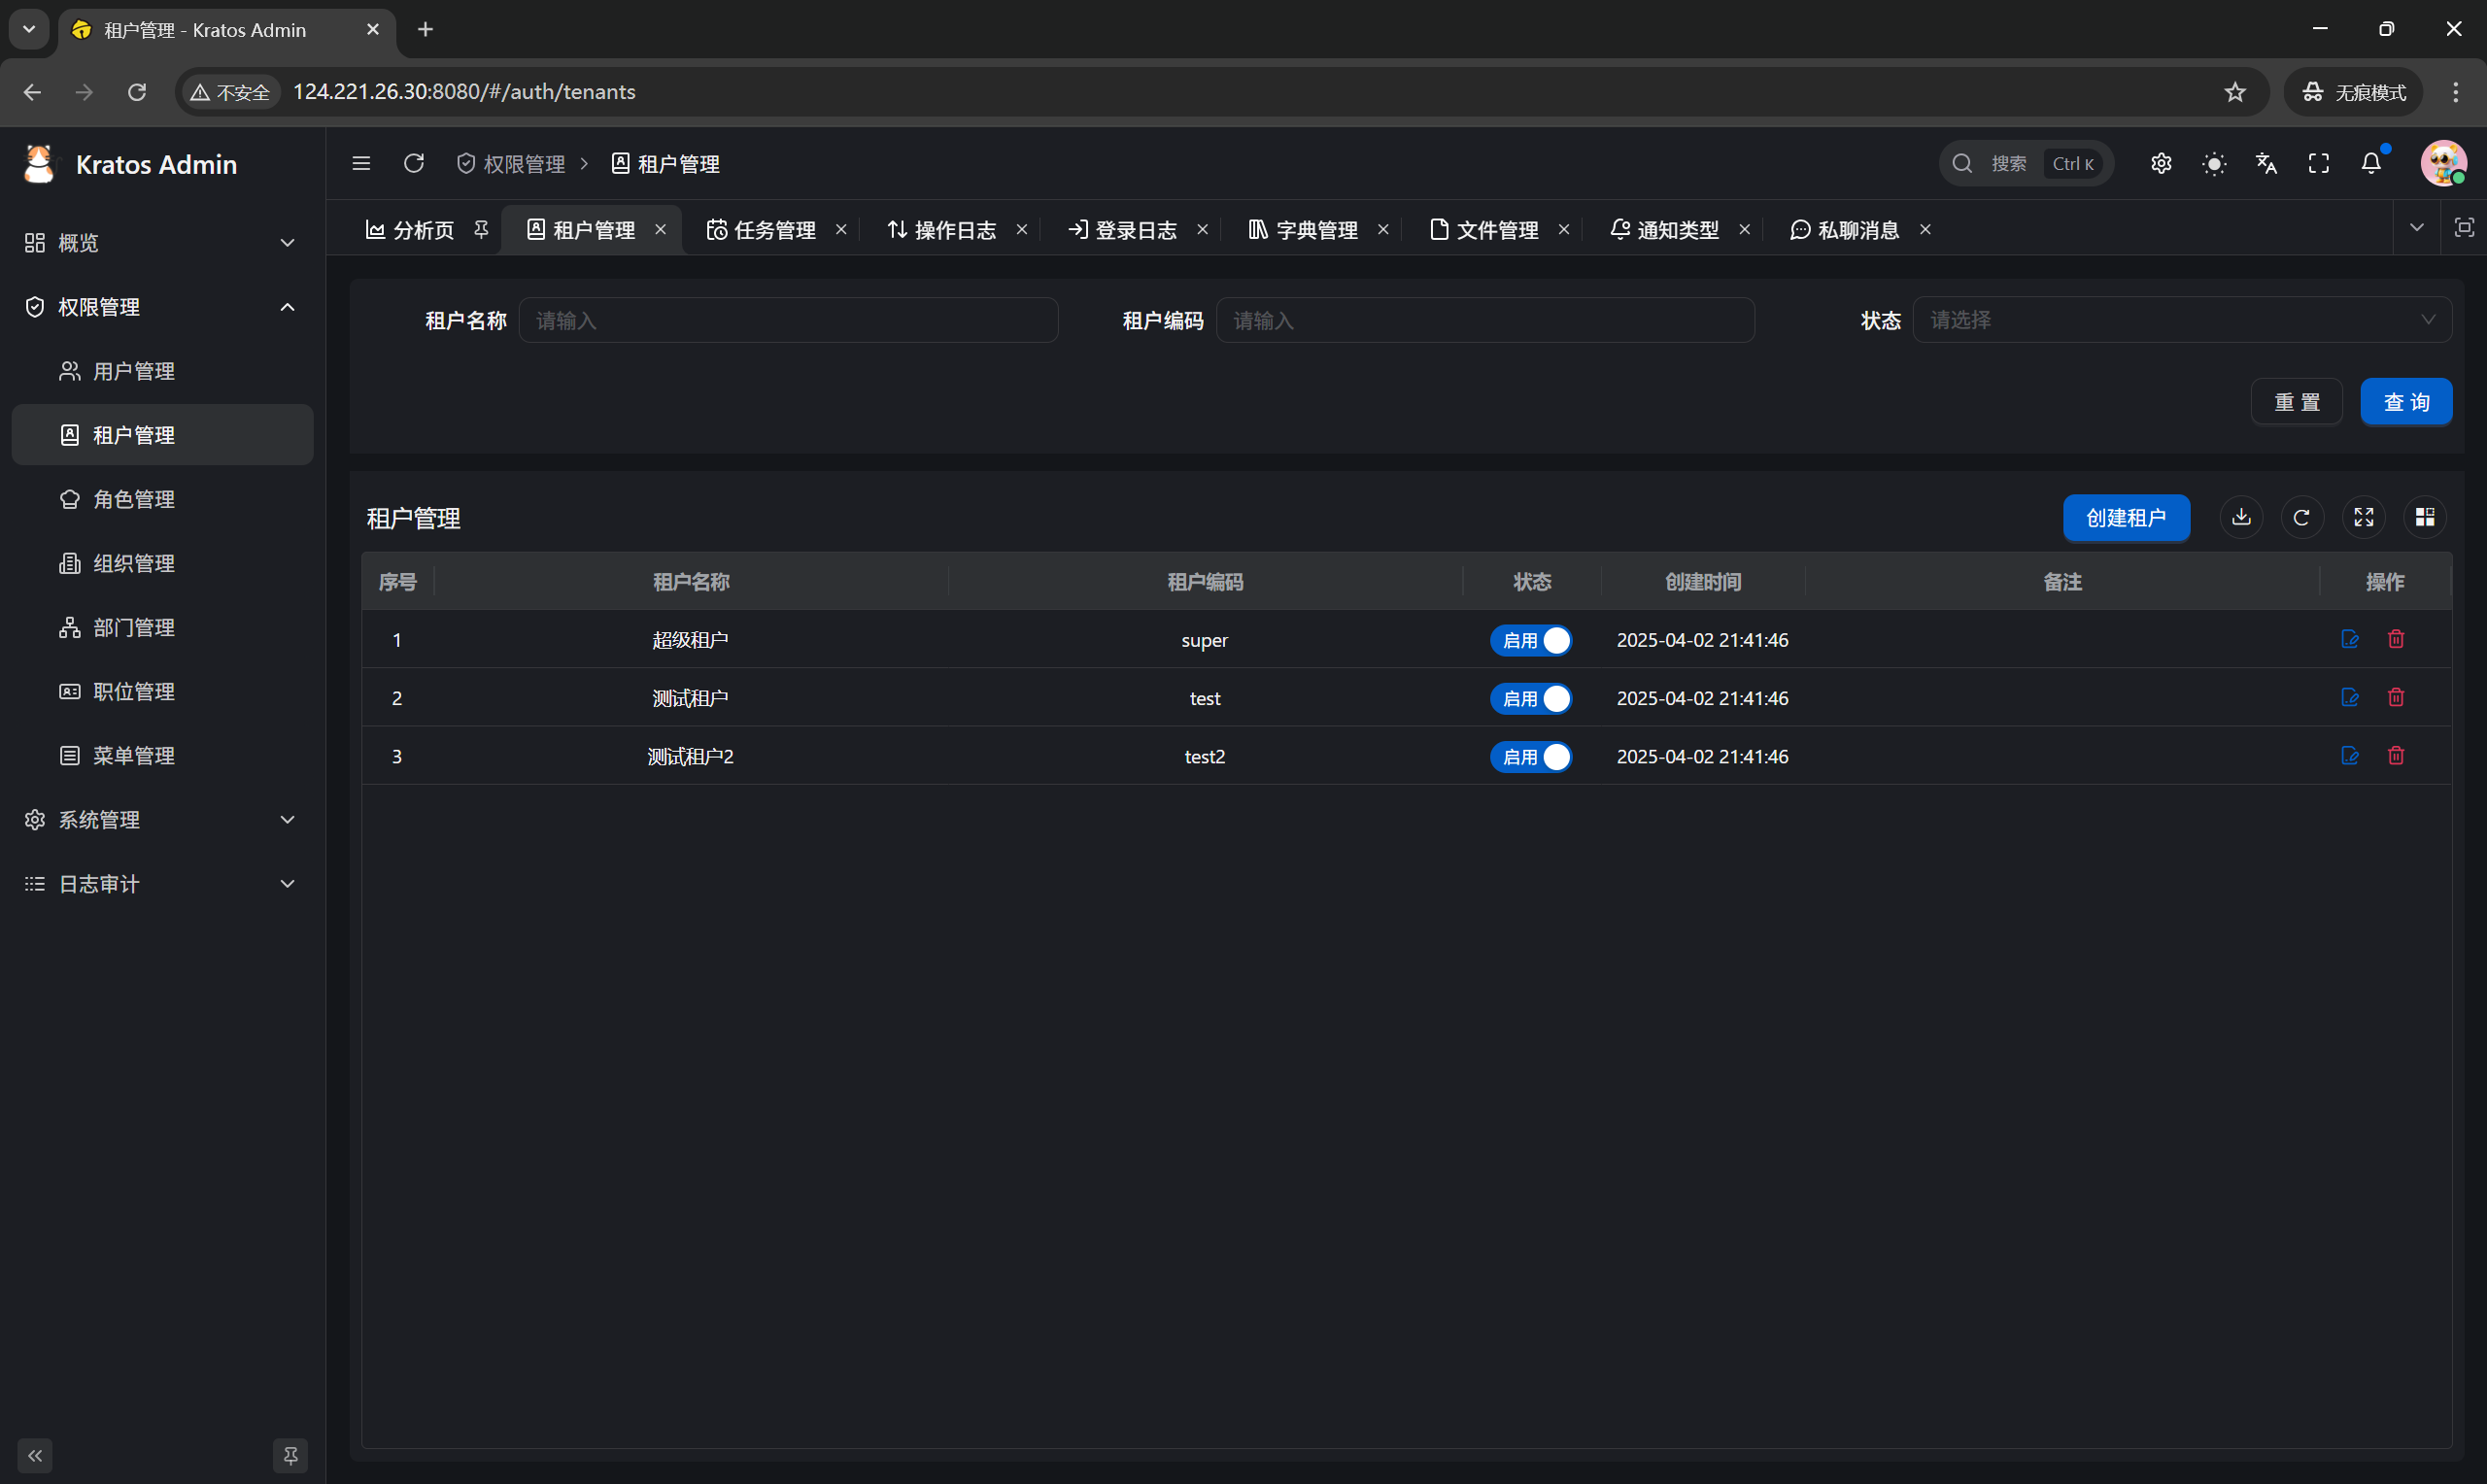 租户管理 - Kratos Admin
不安全 124.221.26.30:8080/#/auth/tenants 无痕模式
Kratos Admin
概览
权限管理
用户管理
租户管理
角色管理
组织管理
部门管理
职位管理
菜单管理
系统管理
日志审计
权限管理 > 租户管理 搜索 Ctrl K
分析页 租户管理 任务管理 操作日志 登录日志 字典管理 文件管理 通知类型 私聊消息
租户名称 请输入 租户编码 请输入 状态 请选择
重 置 查 询
租户管理 创建租户
序号 租户名称 租户编码 状态 创建时间 备注 操作
1 超级租户 super 启用 2025-04-02 21:41:46
2 测试租户 test 启用 2025-04-02 21:41:46
3 测试租户2 test2 启用 2025-04-02 21:41:46